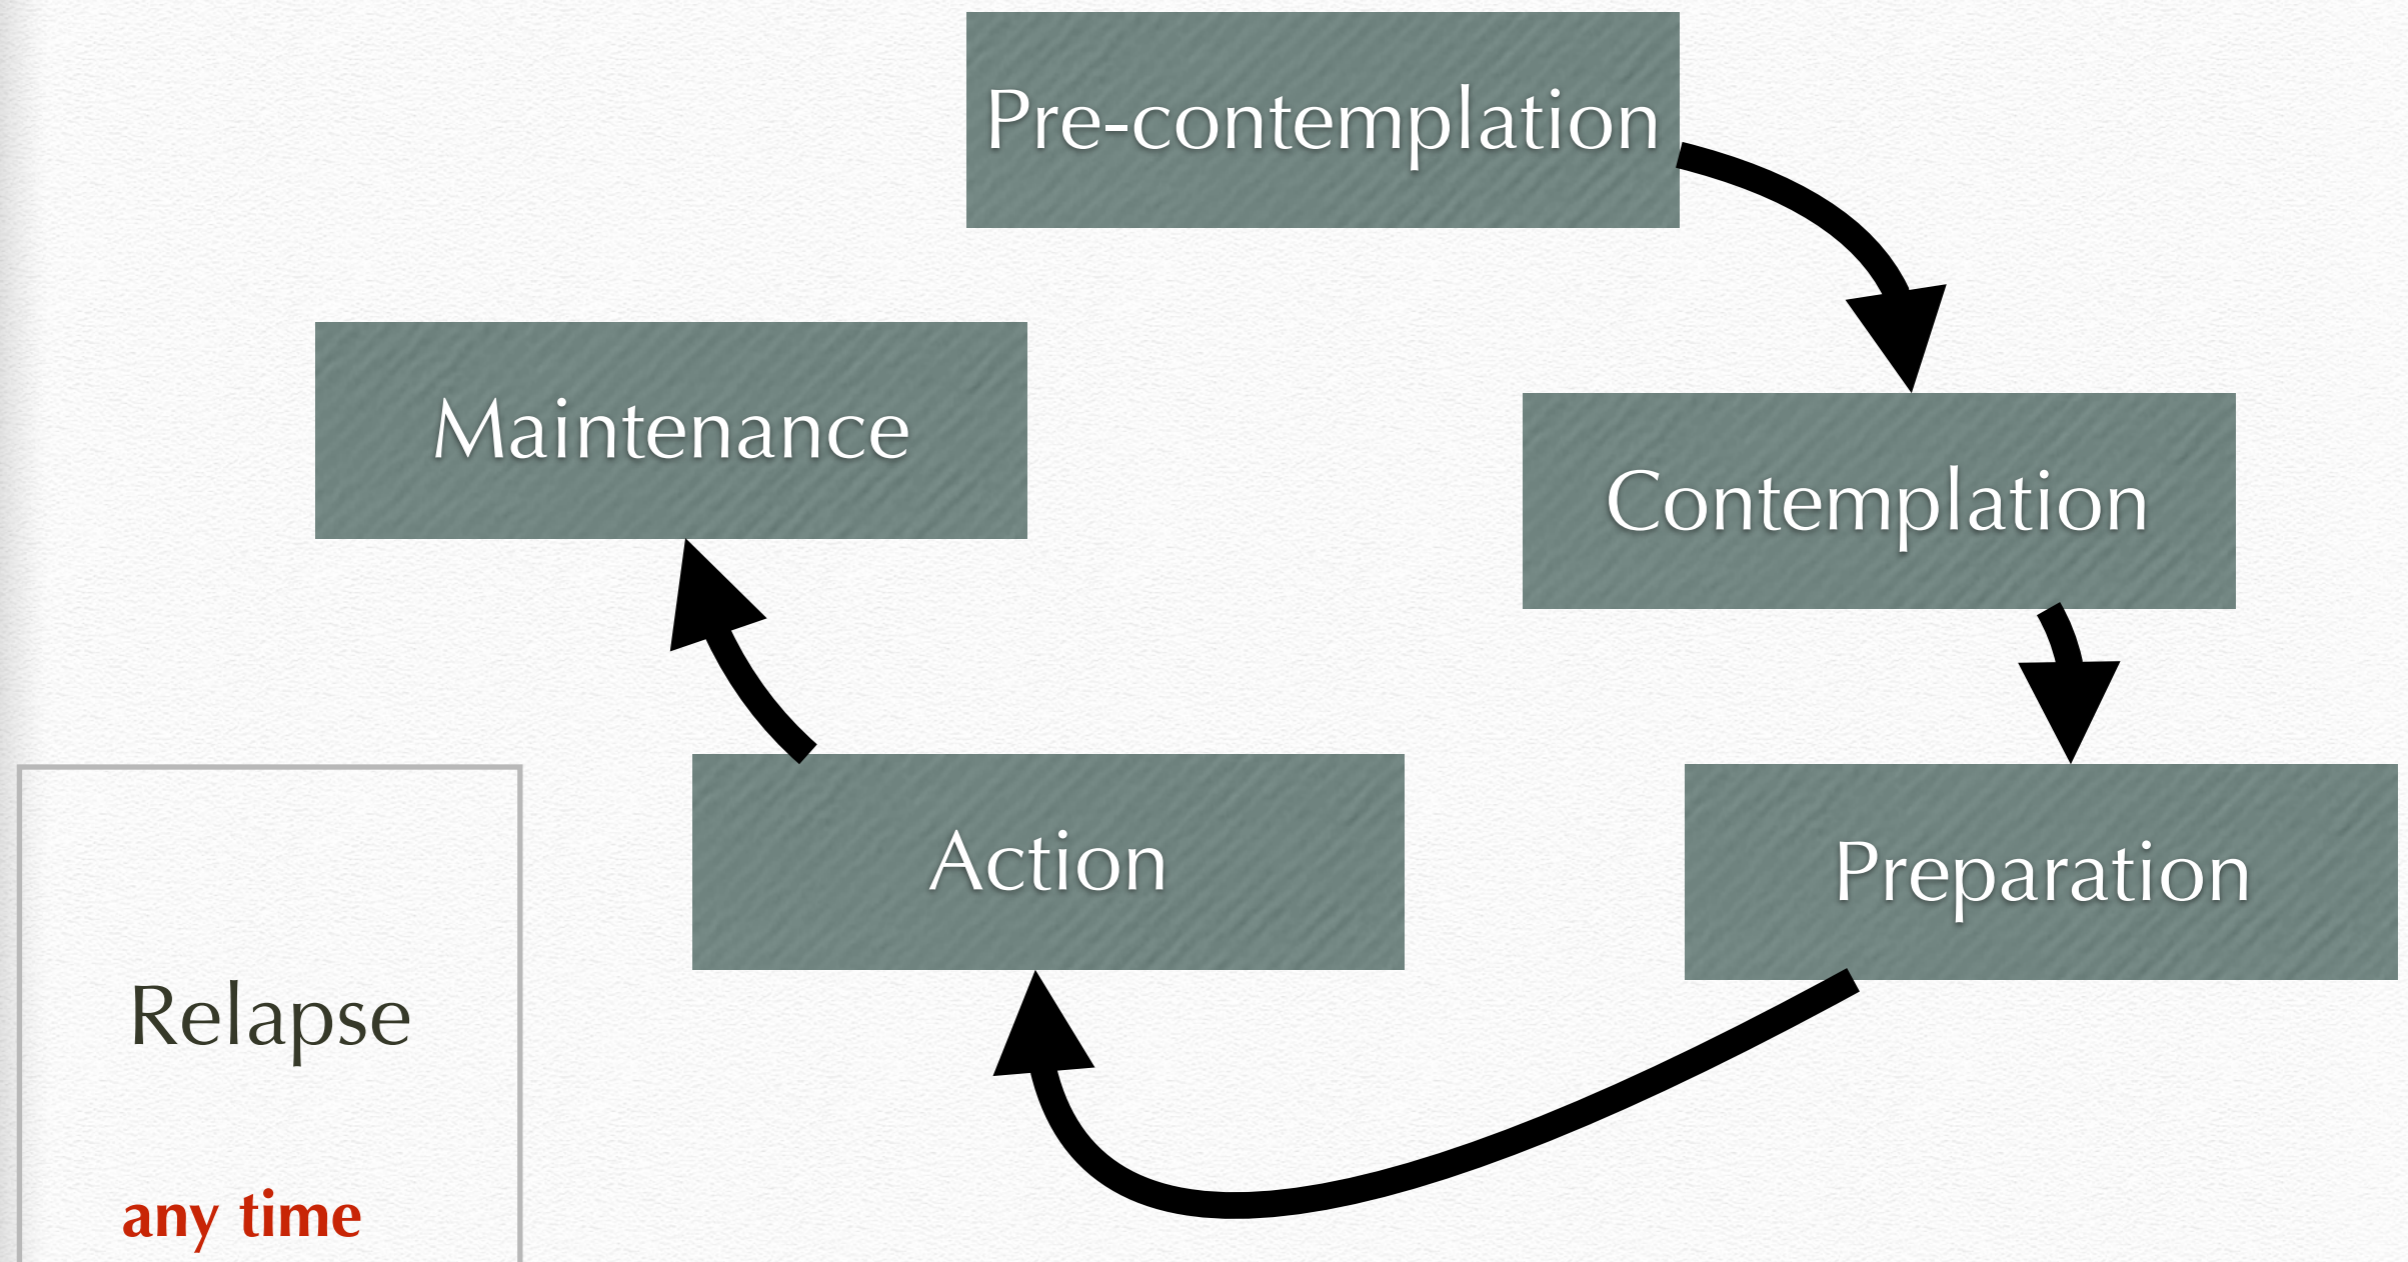 Pre-contemplation
Maintenance
Contemplation
Action
Preparation
Relapse
any time